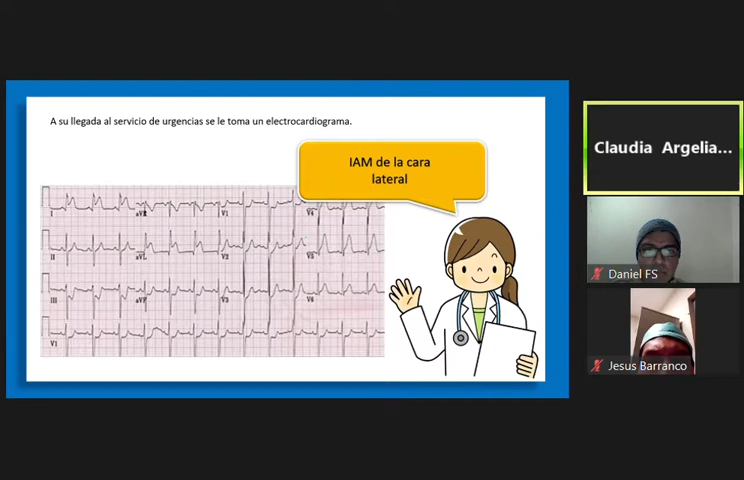 A su llegada al servicio de urgencias se le toma un electrocardiograma.
IAM de la cara
lateral
I
aVR
V1
V4
II
aVL
V2
V5
III
aVF
V3
V6
V1
Claudia Argelia...
Daniel FS
Jesus Barranco